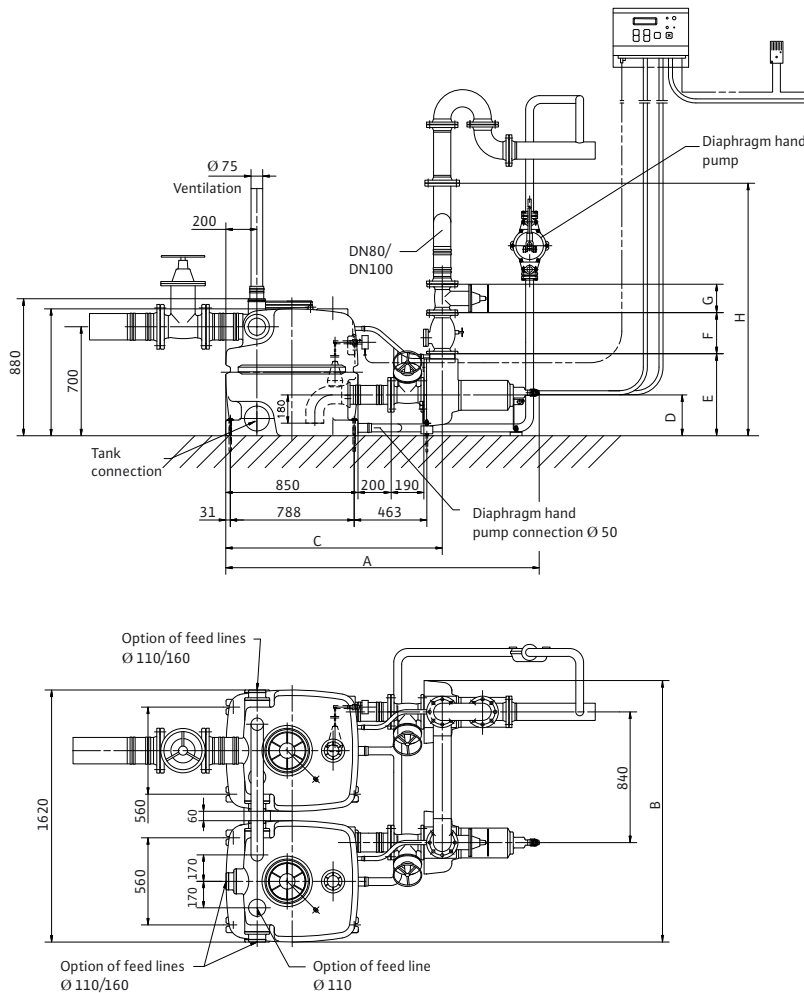 Ø 75
Ventilation
200
Diaphragm hand
pump
DN80/
DN100
880
700
180
G
F
H
E
D
Tank
connection
850
200
190
31
788
463
Diaphragm hand
pump connection Ø 50
C
A
Option of feed lines
Ø 110/160
1620
560
60
560
170
170
840
B
Option of feed lines
Ø 110/160
Option of feed line
Ø 110